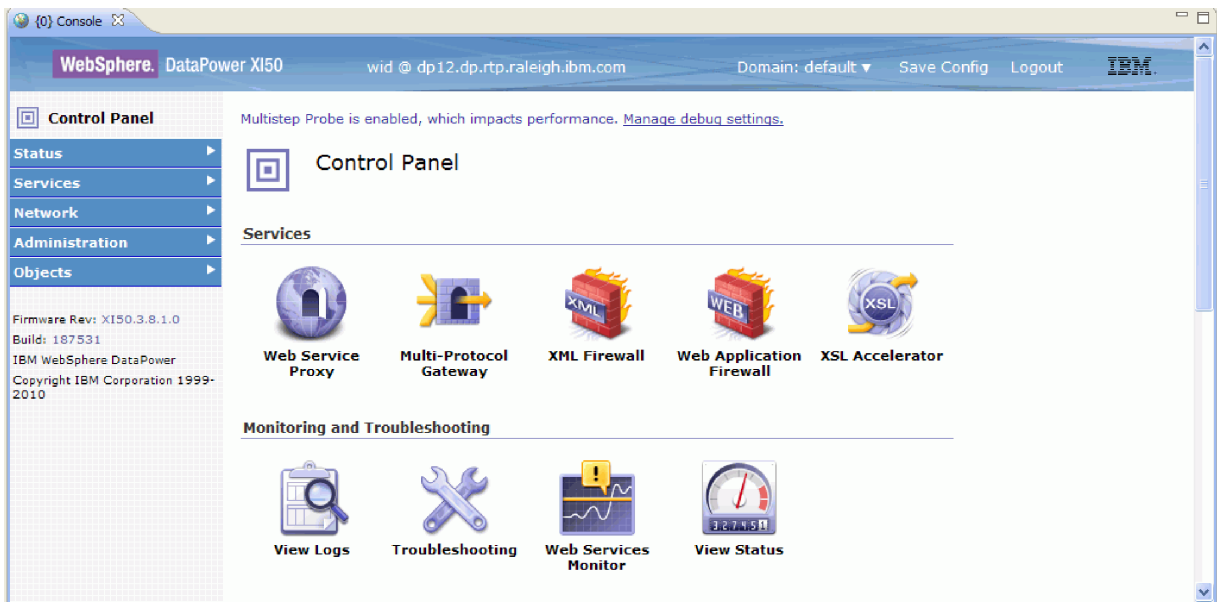 {0} Console
WebSphere. DataPower XI50 wid @ dp12.dp.rtp.raleigh.ibm.com Domain: default Save Config Logout IBM.
Control Panel
Status
Services
Network
Administration
Objects
Firmware Rev: XI50.3.8.1.0
Build: 187531
IBM WebSphere DataPower
Copyright IBM Corporation 1999-
2010
Multistep Probe is enabled, which impacts performance. Manage debug settings.
Control Panel
Services
XML
WEB
XSL
Web Service
Proxy
Multi-Protocol
Gateway
XML Firewall
Web Application
Firewall
XSL Accelerator
Monitoring and Troubleshooting
View Logs
Troubleshooting
Web Services
Monitor
View Status